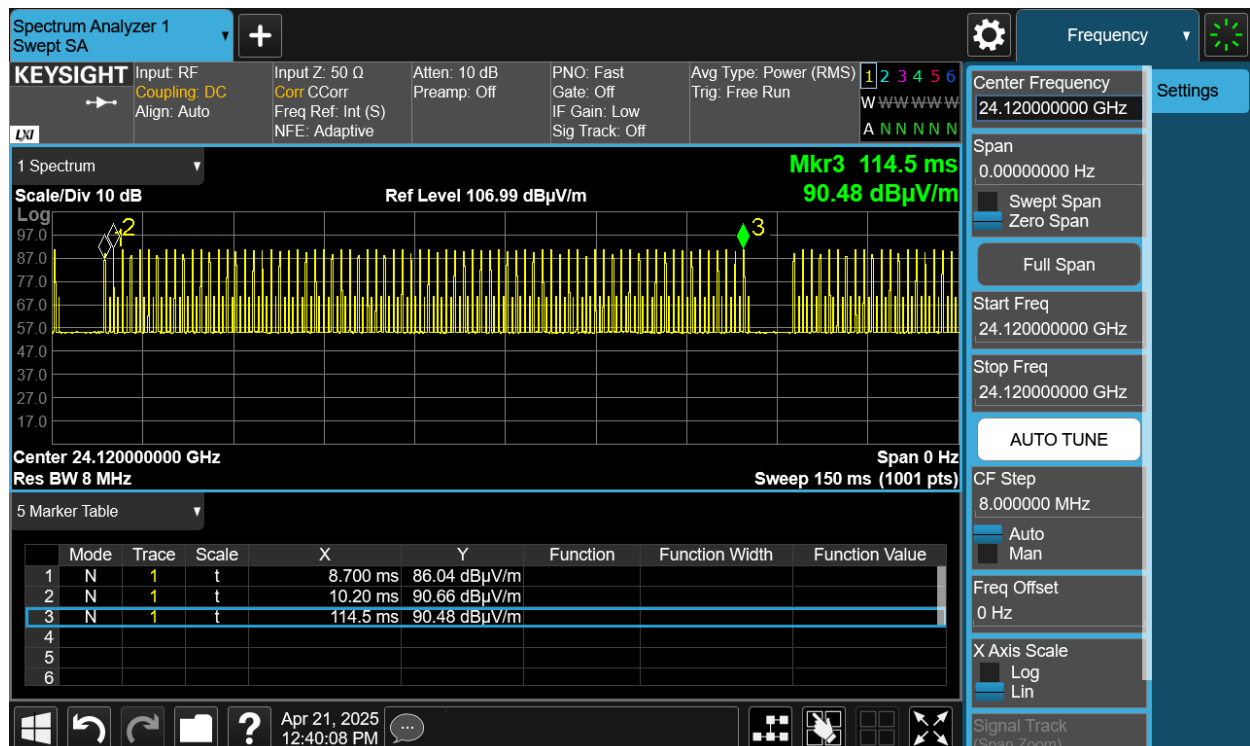 Spectrum Analyzer 1
Swept SA
+
Frequency
KEYSIGHT
LXI
Input: RF
Coupling: DC
Align: Auto
Input Z: 50 Ω
Corr CCorr
Freq Ref: Int (S)
NFE: Adaptive
Atten: 10 dB
Preamp: Off
PNO: Fast
Gate: Off
IF Gain: Low
Sig Track: Off
Avg Type: Power (RMS)
Trig: Free Run
1 2 3 4 5 6
W W W W W W
A N N N N N
1 Spectrum
Mkr3 114.5 ms
Scale/Div 10 dB
Ref Level 106.99 dBµV/m
90.48 dBµV/m
Log
97.0
87.0
77.0
67.0
57.0
47.0
37.0
27.0
17.0
1
2
3
Center 24.120000000 GHz
Span 0 Hz
Res BW 8 MHz
Sweep 150 ms (1001 pts)
5 Marker Table
Mode Trace Scale X Y Function Function Width Function Value
1 N 1 t 8.700 ms 86.04 dBµV/m
2 N 1 t 10.20 ms 90.66 dBµV/m
3 N 1 t 114.5 ms 90.48 dBµV/m
4
5
6
?
Apr 21, 2025
12:40:08 PM
Center Frequency
24.120000000 GHz
Span
0.00000000 Hz
Swept Span
Zero Span
Full Span
Start Freq
24.120000000 GHz
Stop Freq
24.120000000 GHz
AUTO TUNE
CF Step
8.000000 MHz
Auto
Man
Freq Offset
0 Hz
X Axis Scale
Log
Lin
Signal Track
(Span Zoom)
Settings